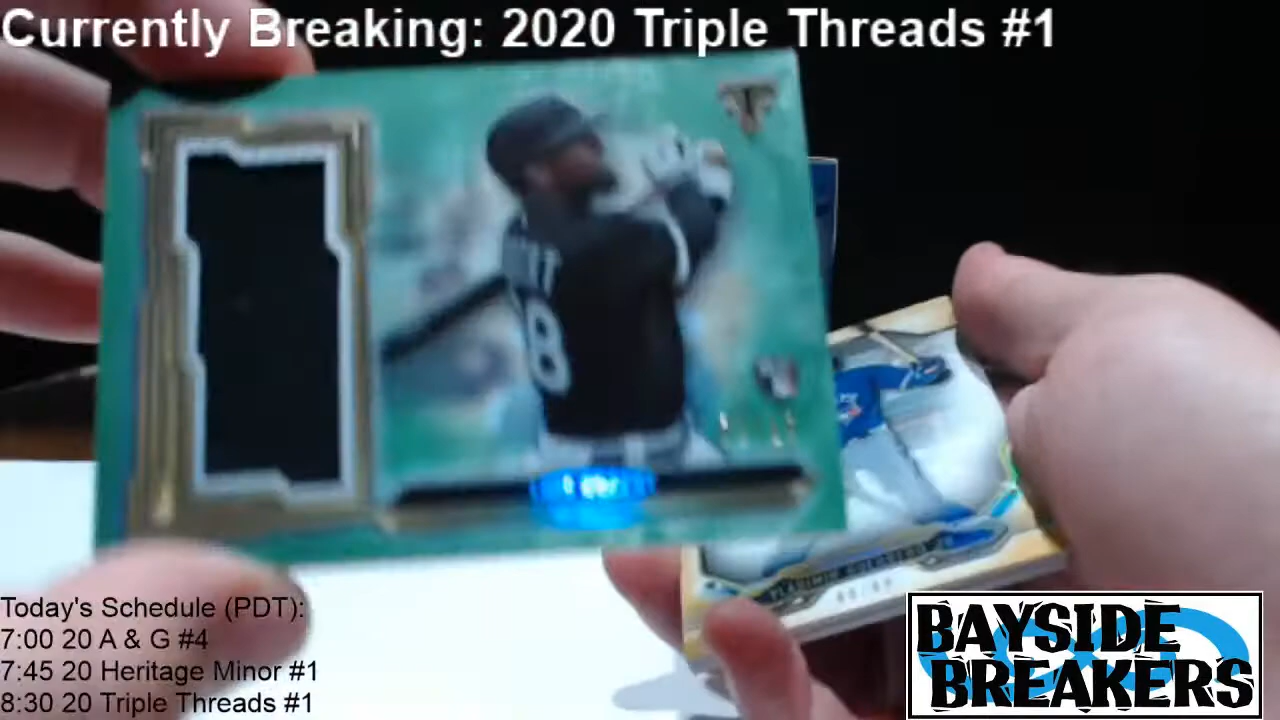 Currently Breaking: 2020 Triple Threads #1
8
Today's Schedule (PDT):
7:00 20 A & G #4
7:45 20 Heritage Minor #1
8:30 20 Triple Threads #1
BAYSIDE
BREAKERS